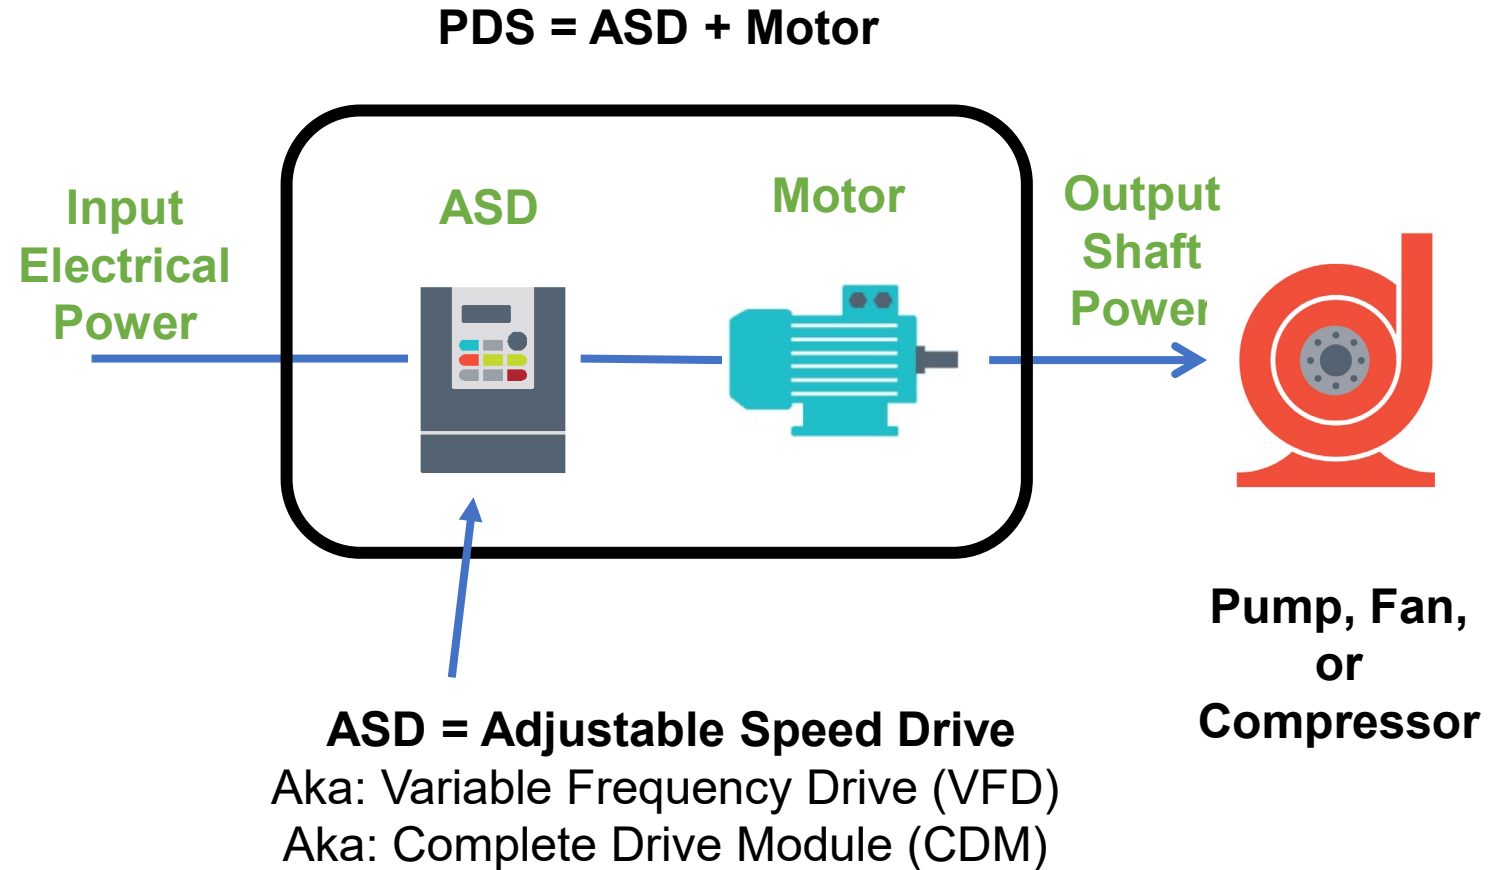 PDS = ASD + Motor
Input
Electrical
Power
ASD
Motor
Output
Shaft
Power
Pump, Fan,
or
Compressor
ASD = Adjustable Speed Drive
Aka: Variable Frequency Drive (VFD)
Aka: Complete Drive Module (CDM)